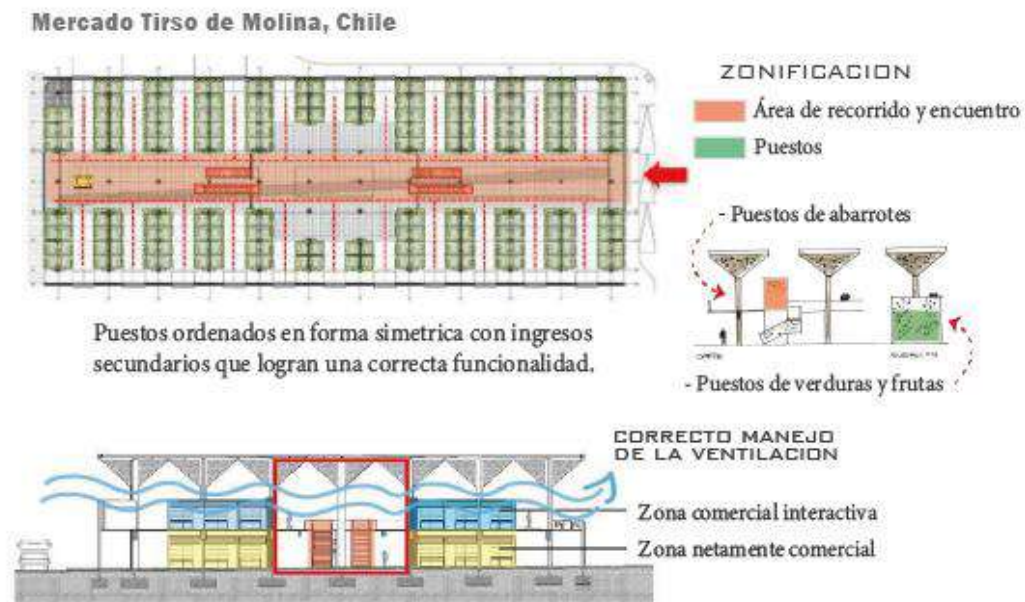 Mercado Tirso de Molina, Chile
ZONIFICACION
Área de recorrido y encuentro
Puestos
- Puestos de abarrotes
- Puestos de verduras y frutas
Puestos ordenados en forma simetrica con ingresos
secundarios que logran una correcta funcionalidad.
CORRECTO MANEJO
DE LA VENTILACION
Zona comercial interactiva
Zona netamente comercial